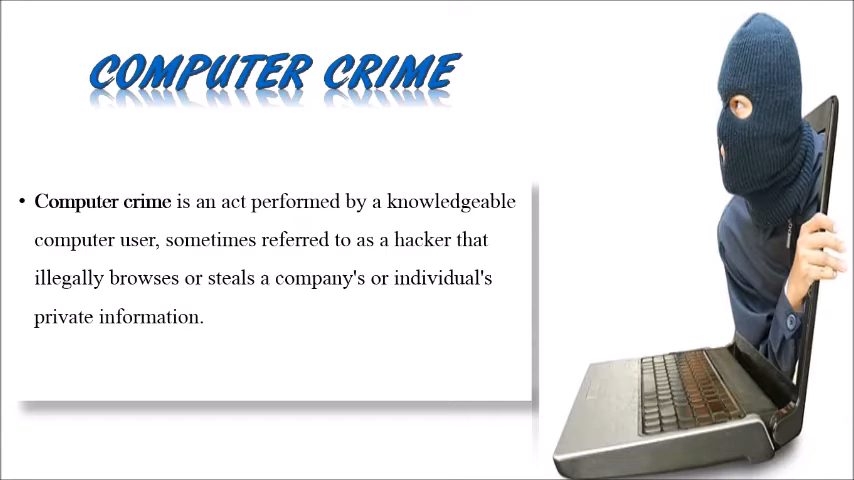 COMPUTER CRIME
• Computer crime is an act performed by a knowledgeable
computer user, sometimes referred to as a hacker that
illegally browses or steals a company's or individual's
private information.